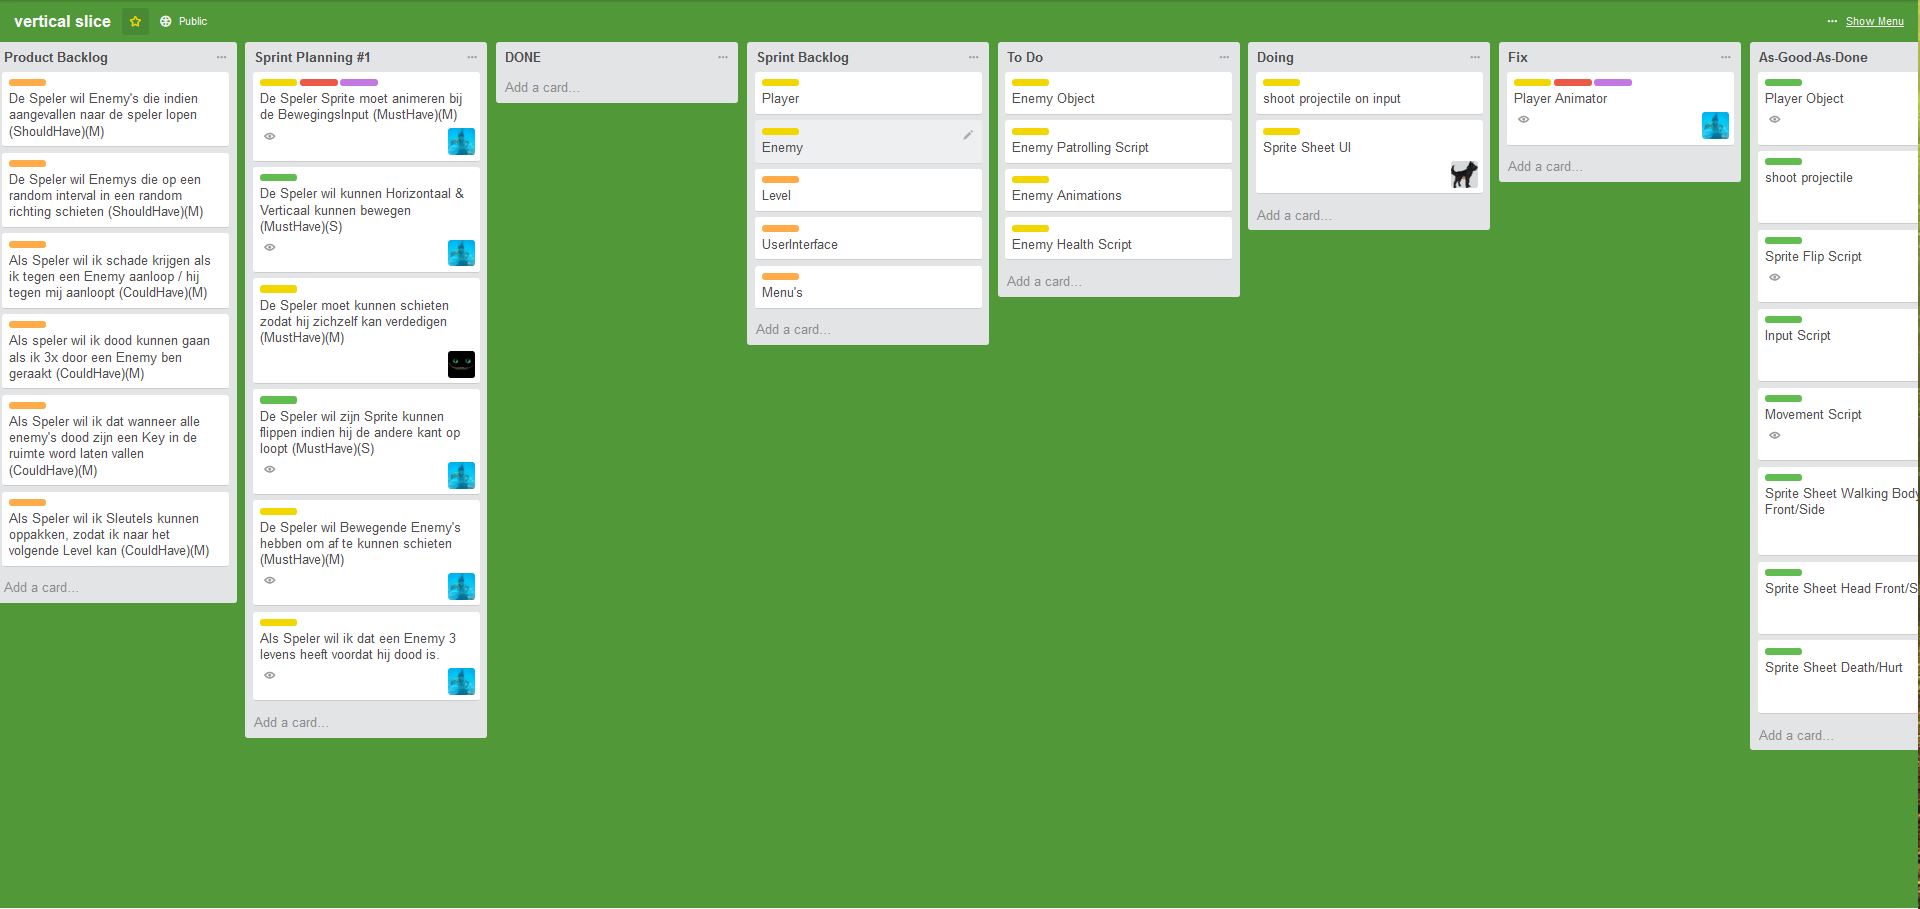 vertical slice
Public
Show Menu
Product Backlog
De Speler wil Enemy's die indien
aangevallen naar de speler lopen
(ShouldHave)(M)
De Speler wil Enemys die op een
random interval in een random
richting schieten (ShouldHave)(M)
Als Speler wil ik schade krijgen als
ik tegen een Enemy aanloop / hij
tegen mij aanloopt (CouldHave)(M)
Als speler wil ik dood kunnen gaan
als ik 3x door een Enemy ben
geraakt (CouldHave)(M)
Als Speler wil ik dat wanneer alle
enemy's dood zijn een Key in de
ruimte word laten vallen
(CouldHave)(M)
Als Speler wil ik Sleutels kunnen
oppakken, zodat ik naar het
volgende Level kan (CouldHave)(M)
Add a card...
Sprint Planning #1
De Speler Sprite moet animeren bij
de BewegingsInput (MustHave)(M)
De Speler wil kunnen Horizontaal &
Verticaal kunnen bewegen
(MustHave)(S)
De Speler moet kunnen schieten
zodat hij zichzelf kan verdedigen
(MustHave)(M)
De Speler wil zijn Sprite kunnen
flippen indien hij de andere kant op
loopt (MustHave)(S)
De Speler wil Bewegende Enemy's
hebben om af te kunnen schieten
(MustHave)(M)
Als Speler wil ik dat een Enemy 3
levens heeft voordat hij dood is.
Add a card...
DONE
Add a card...
Sprint Backlog
Player
Enemy
Level
UserInterface
Menu's
Add a card...
To Do
Enemy Object
Enemy Patrolling Script
Enemy Animations
Enemy Health Script
Add a card...
Doing
shoot projectile on input
Sprite Sheet UI
Add a card...
Fix
Player Animator
Add a card...
As-Good-As-Done
Player Object
shoot projectile
Sprite Flip Script
Input Script
Movement Script
Sprite Sheet Walking Body
Front/Side
Sprite Sheet Head Front/S
Sprite Sheet Death/Hurt
Add a card...